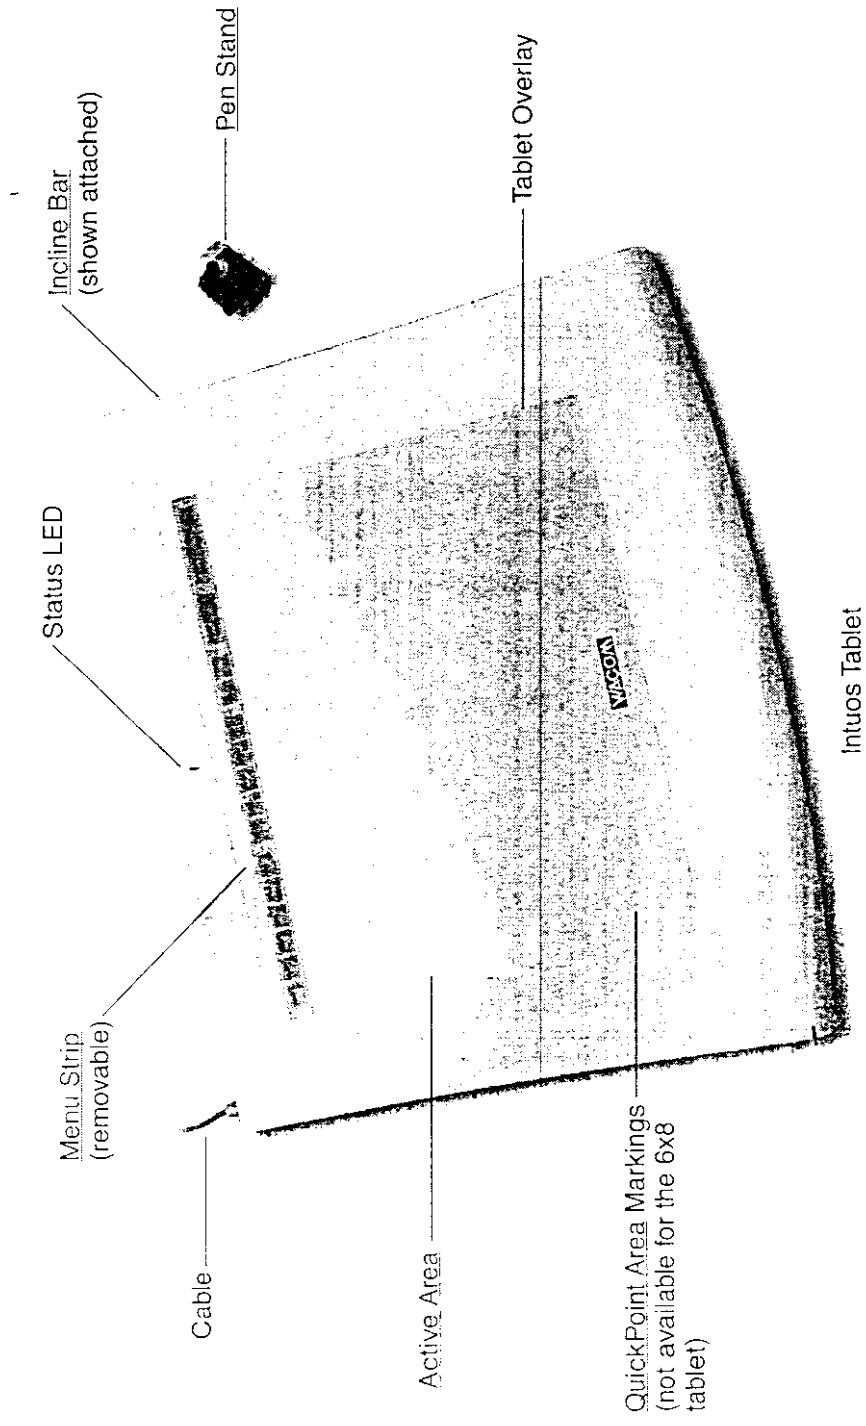 Cable
Menu Strip
(removable)
Status LED
Incline Bar
(shown attached)
Pen Stand
Active Area
QuickPoint Area Markings
(not available for the 6x8
tablet)
WACOM
Tablet Overlay
Intuos Tablet